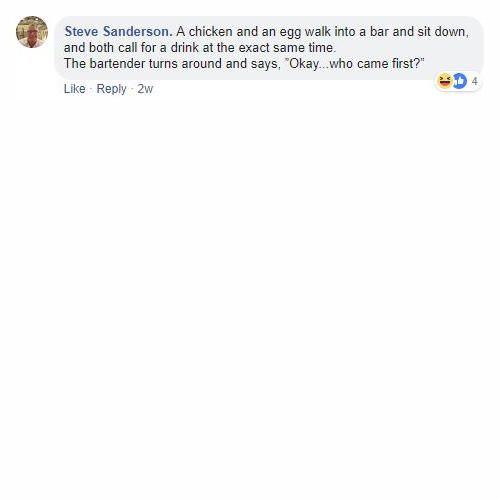 Steve Sanderson. A chicken and an egg walk into a bar and sit down,
and both call for a drink at the exact same time.
The bartender turns around and says, ”Okay...who came first?”
4
Like · Reply · 2w